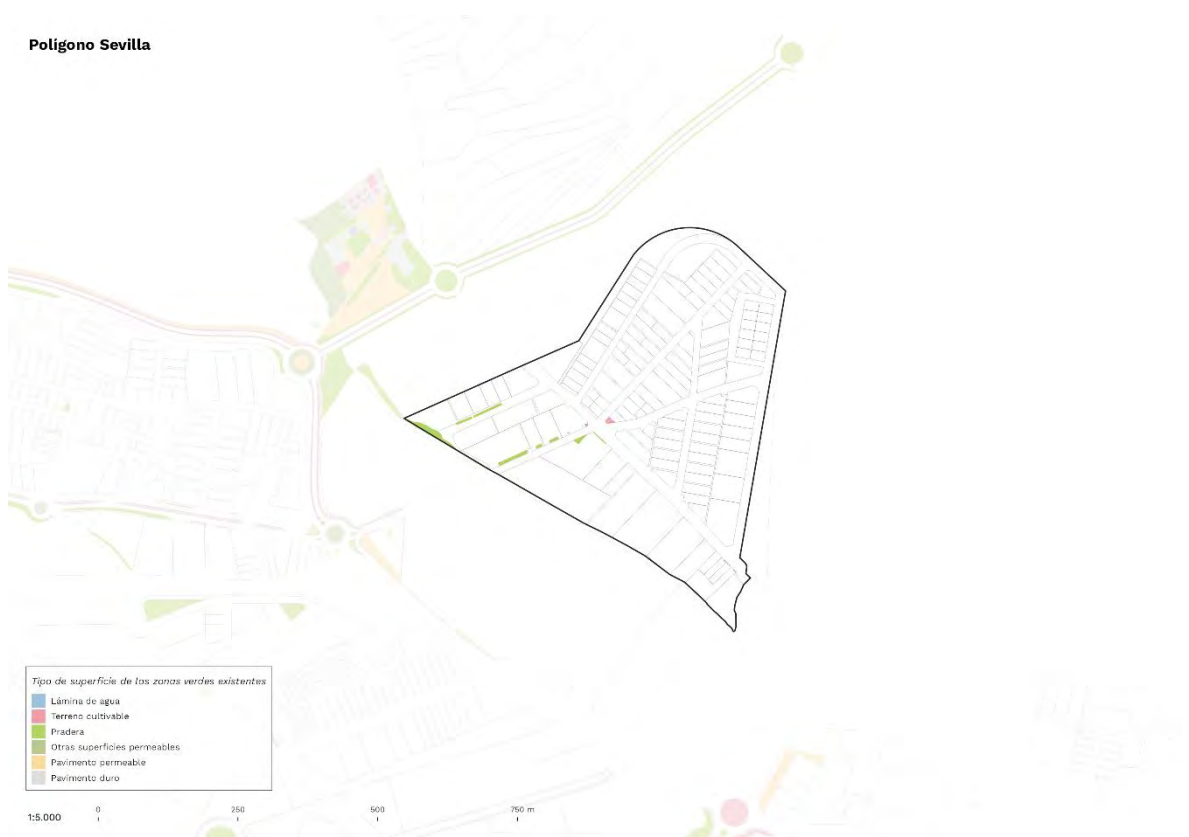 Polígono Sevilla
Tipo de superficie de las zonas verdes existentes
Lámina de agua
Terreno cultivable
Pradera
Otras superficies permeables
Pavimento permeable
Pavimento duro
1:5.000
0 250 500 750 m